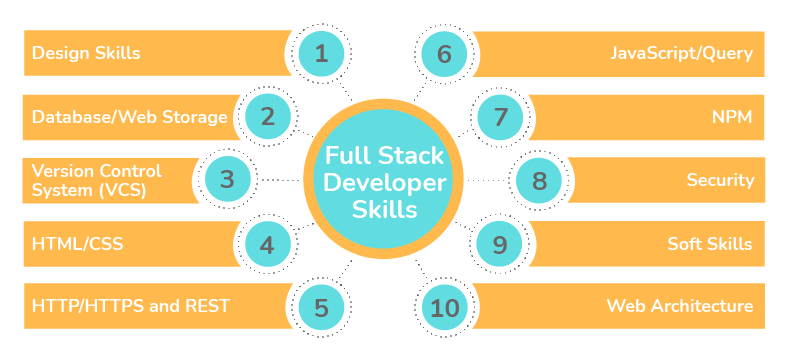 Design Skills
1
Database/Web Storage
2
Version Control
System (VCS)
3
HTML/CSS
4
HTTP/HTTPS and REST
5
Full Stack
Developer
Skills
6
JavaScript/Query
7
NPM
8
Security
9
Soft Skills
10
Web Architecture